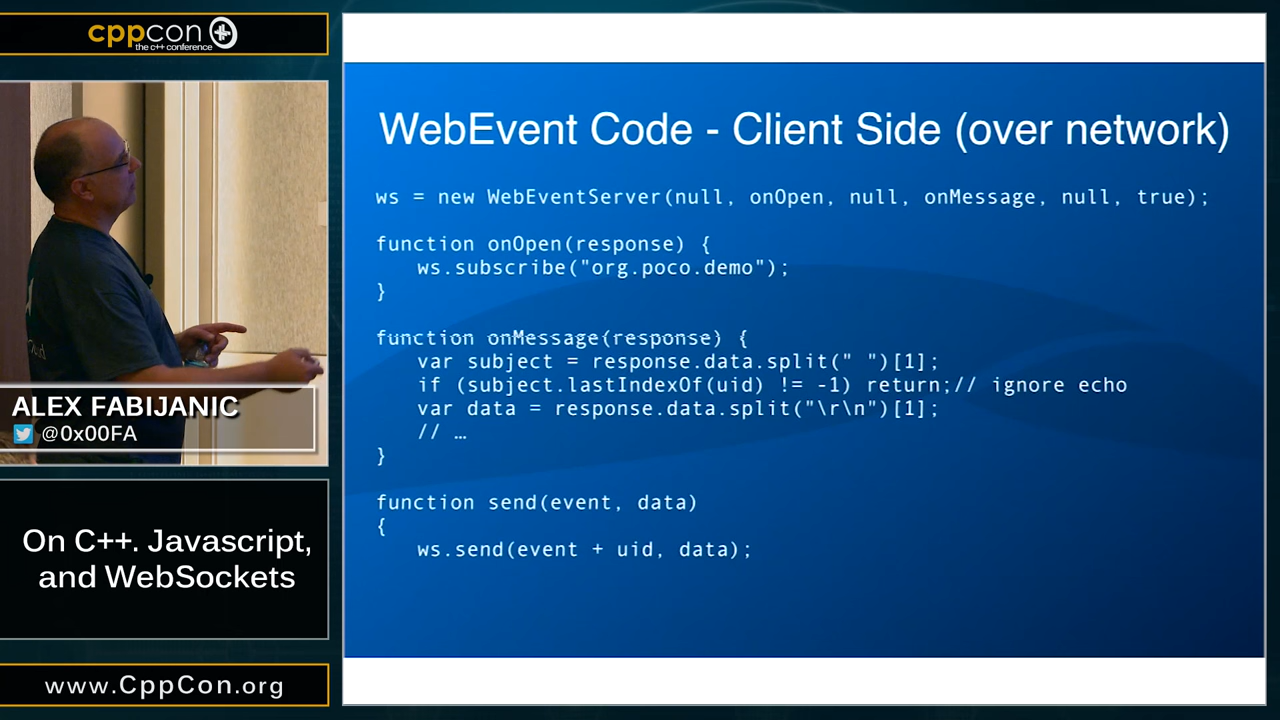 cppcon
the c++ conference
ALEX FABIJANIC
@0x00FA
On C++. Javascript,
and WebSockets
www.CppCon.org
WebEvent Code - Client Side (over network)
ws = new WebEventServer(null, onOpen, null, onMessage, null, true);
function onOpen(response) {
ws.subscribe("org.poco.demo");
}
function onMessage(response) {
var subject = response.data.split(" ")[1];
if (subject.lastIndexOf(uid) != -1) return;// ignore echo
var data = response.data.split("\r\n")[1];
// …
}
function send(event, data)
{
ws.send(event + uid, data);